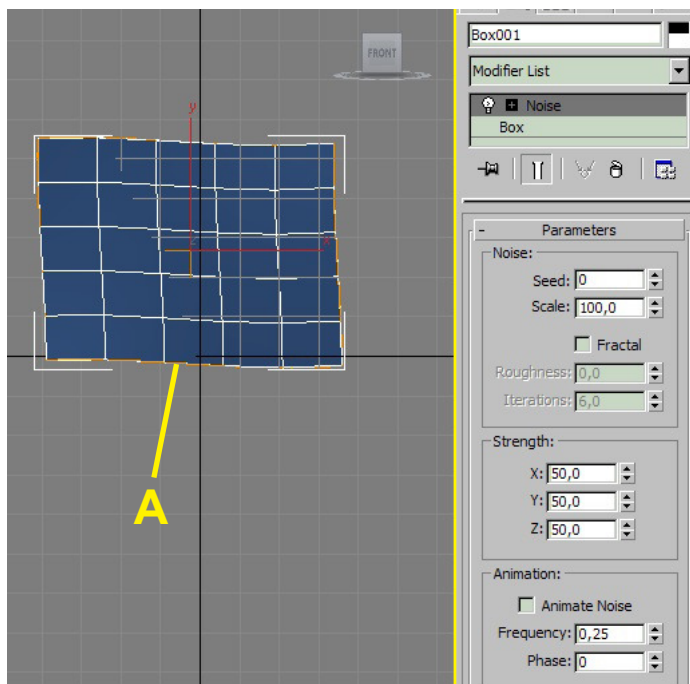 FRONT
y
x
z
A
Box001
Modifier List
Noise
Box
- Parameters
Noise:
Seed: 0
Scale: 100,0
Fractal
Roughness: 0,0
Iterations: 6,0
Strength:
X: 50,0
Y: 50,0
Z: 50,0
Animation:
Animate Noise
Frequency: 0,25
Phase: 0